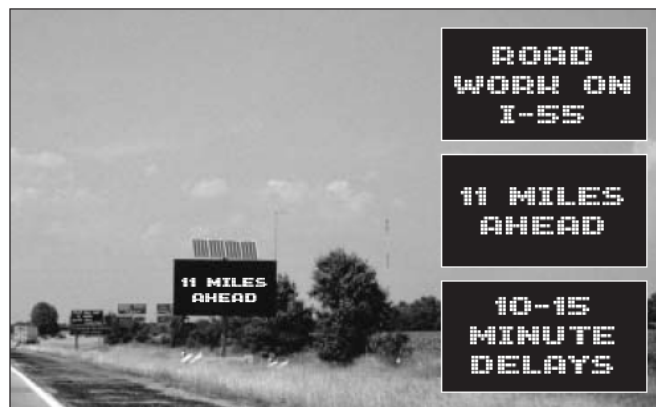 ROAD
WORK ON
I-55
11 MILES
AHEAD
11 MILES
AHEAD
10-15
MINUTE
DELAYS